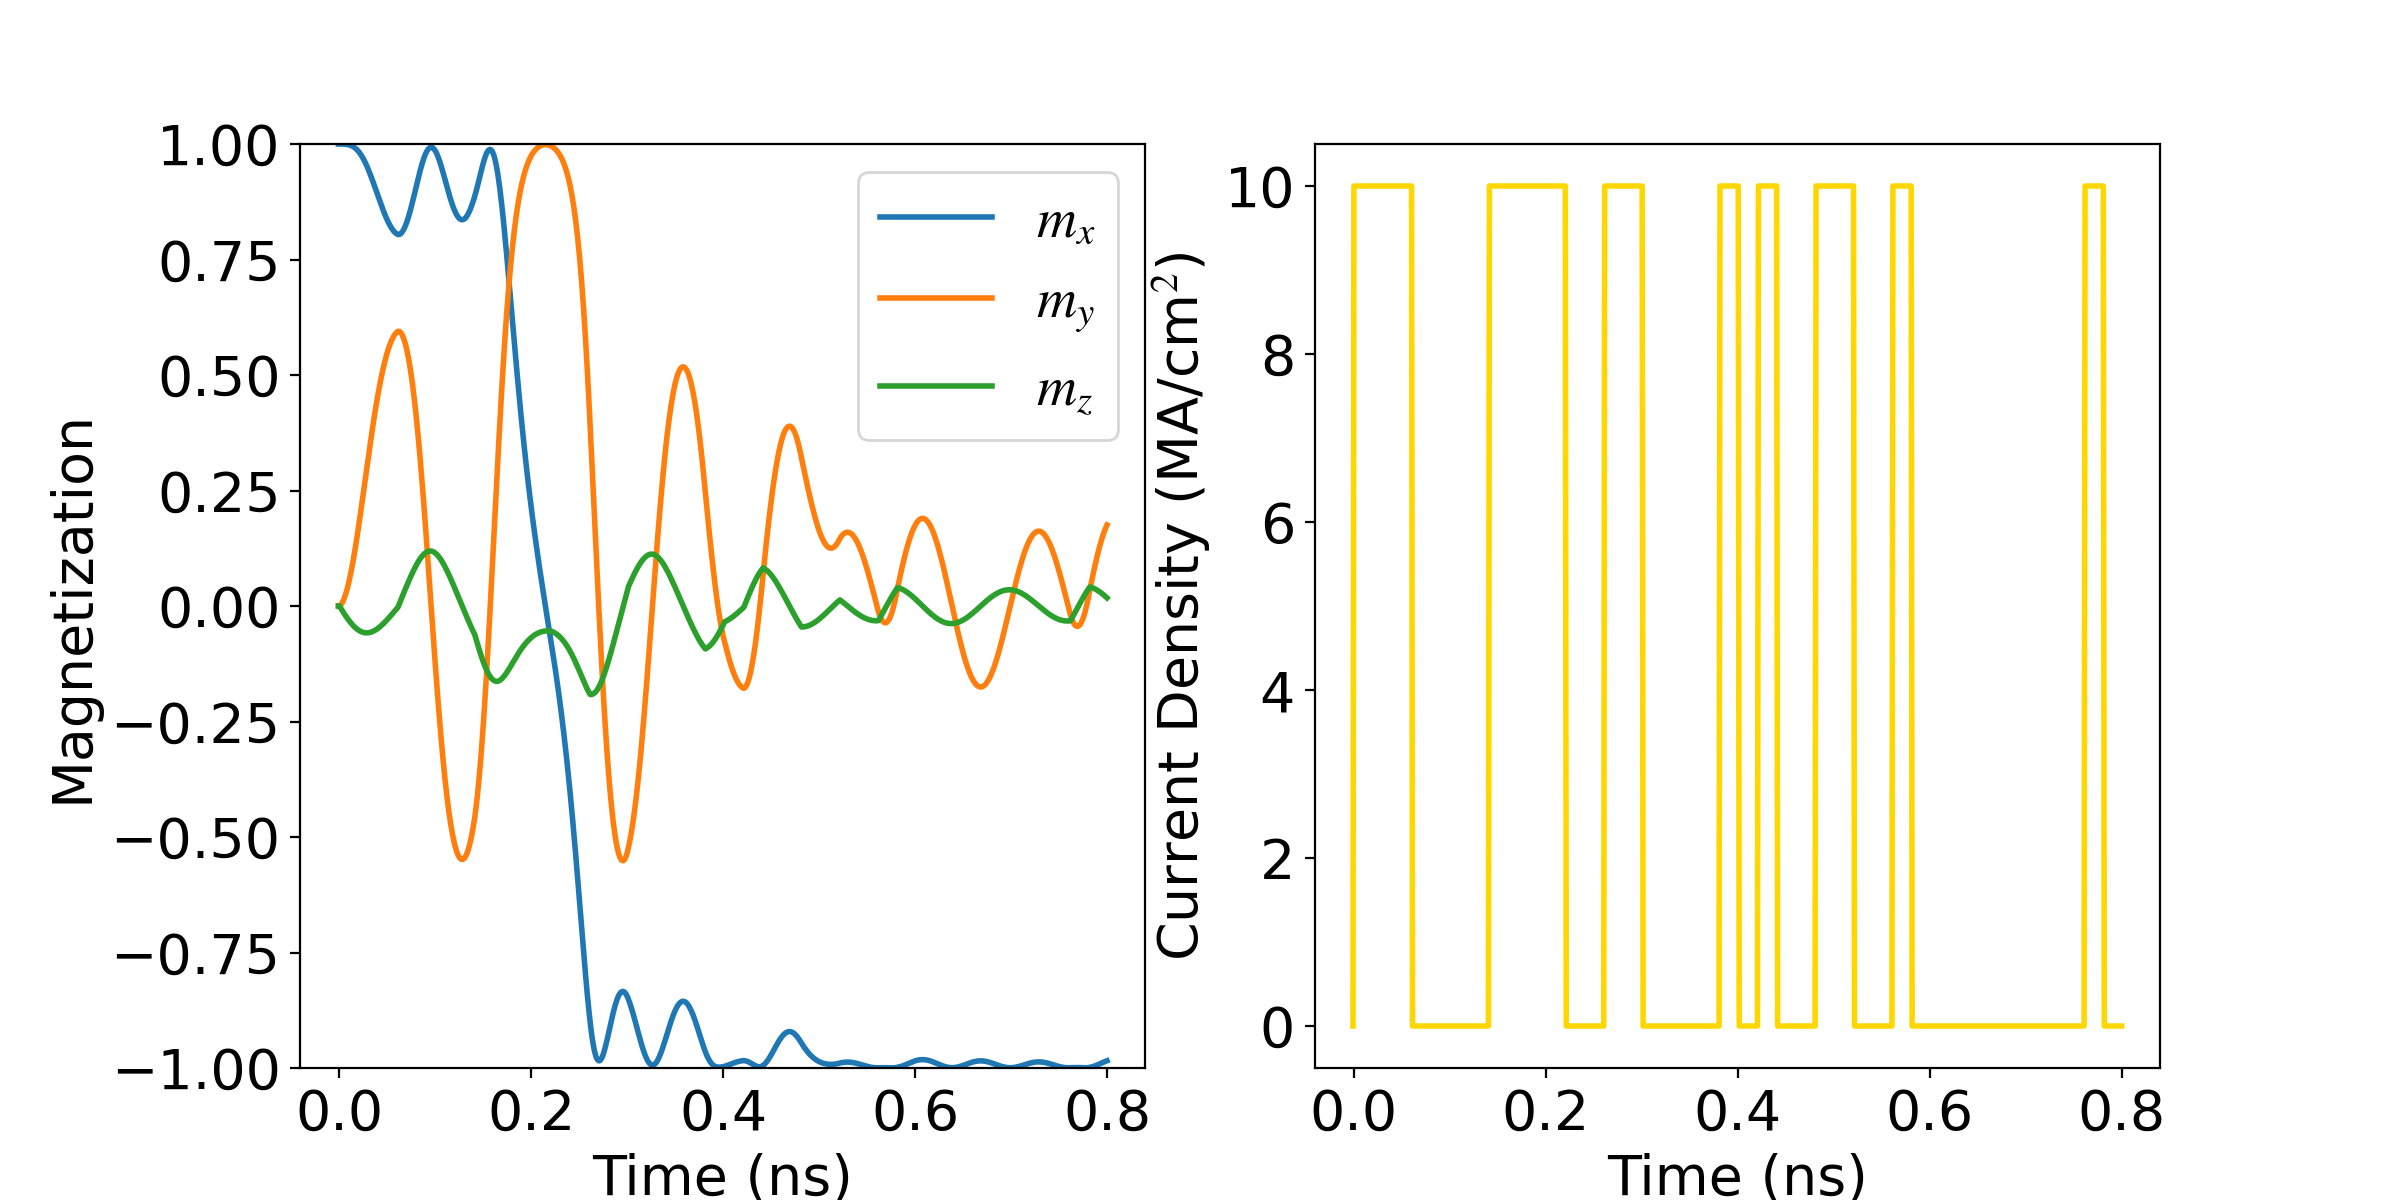 1.00
0.75
0.50
0.25
0.00
−0.25
−0.50
−0.75
−1.00
0.0 0.2 0.4 0.6 0.8
Time (ns)
Magnetization
m_x
m_y
m_z
10
8
6
4
2
0
0.0 0.2 0.4 0.6 0.8
Time (ns)
Current Density (MA/cm²)